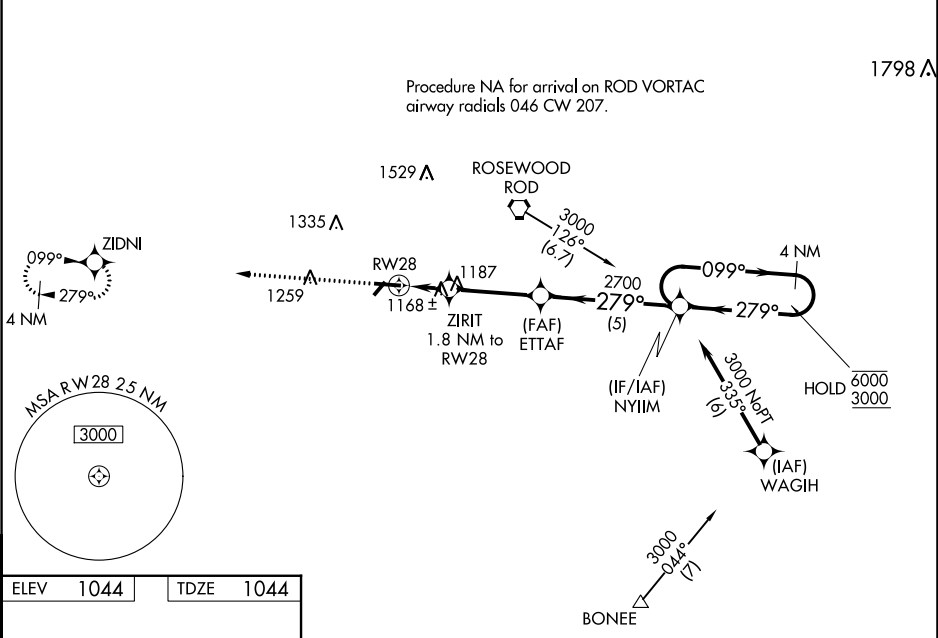 1798
Procedure NA for arrival on ROD VORTAC
airway radials 046 CW 207.
1529
ROSEWOOD
ROD
3000
126°
(6.7)
1335
ZIDNI
099°
279°
4 NM
1259
RW28
1187
1168 ±
ZIRIT
1.8 NM to
RW28
(FAF)
ETTAF
2700
279°
(5)
099°
4 NM
279°
(IF/IAF)
NYIIM
HOLD 6000
3000
3000 NoPT
335°
(6)
(IAF)
WAGIH
MSA RW28 25 NM
3000
3000
044°
(7)
BONEE
ELEV 1044
TDZE 1044